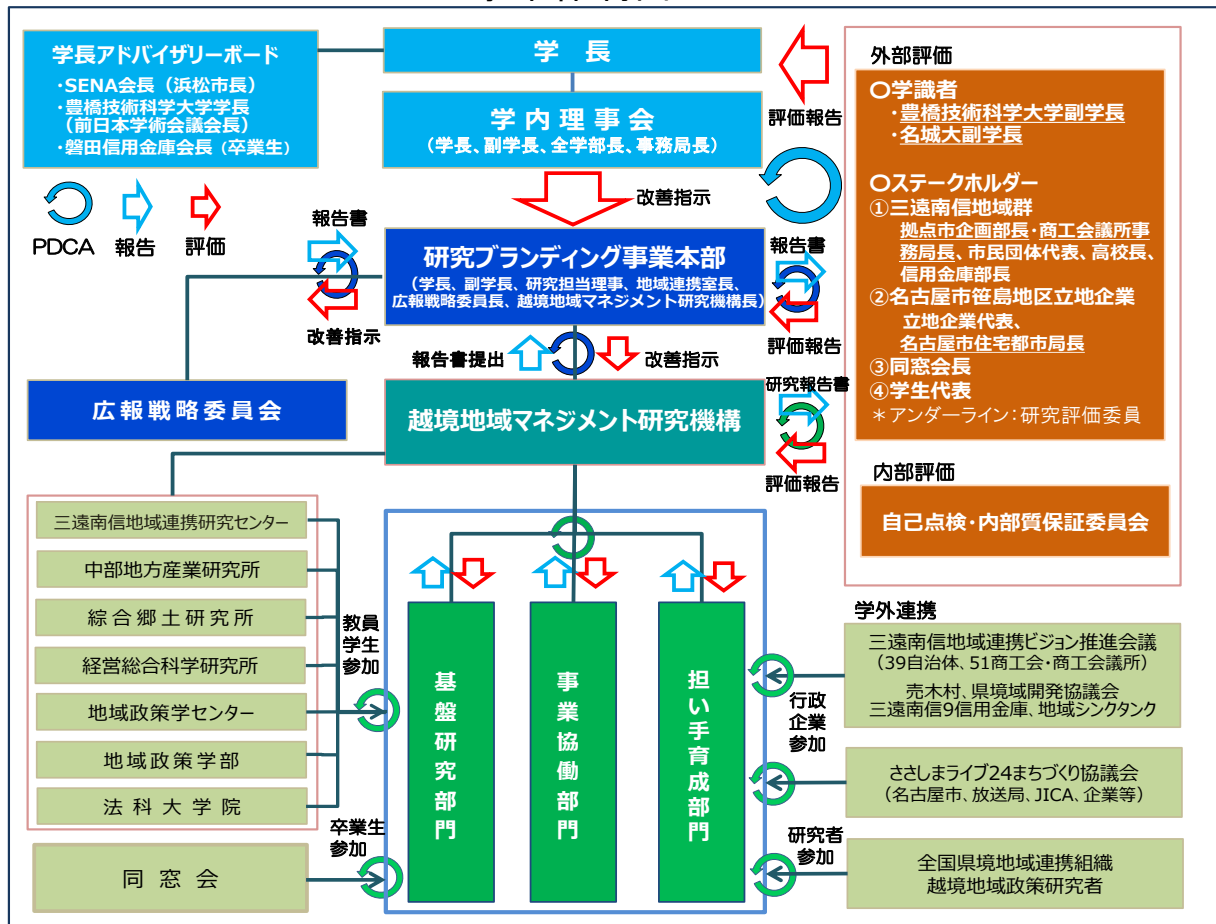 学長アドバイザリーボード
・SENA会長（浜松市長）
・豊橋技術科学大学学長
（前日本学術会議会長）
・磐田信用金庫会長（卒業生）
学 長
学 内 理 事 会
（学長、副学長、全学部長、事務局長）
評価報告
PDCA
報告
評価
改善指示
報告書
改善指示
研究ブランディング事業本部
（学長、副学長、研究担当理事、地域連携室長、
広報戦略委員長、越境地域マネジメント研究機構長）
報告書
評価報告
報告書提出
改善指示
広報戦略委員会
越境地域マネジメント研究機構
研究報告書
評価報告
外部評価
〇学識者
・豊橋技術科学大学副学長
・名城大副学長
〇ステークホルダー
①三遠南信地域群
拠点市企画部長・商工会議所事
務局長、市民団体代表、高校長、
信用金庫部長
②名古屋市笹島地区立地企業
立地企業代表、
名古屋市住宅都市局長
③同窓会長
④学生代表
＊アンダーライン：研究評価委員
内部評価
自己点検・内部質保証委員会
三遠南信地域連携研究センター
中部地方産業研究所
綜合郷土研究所
経営総合科学研究所
地域政策学センター
地域政策学部
法科大学院
同窓会
教員
学生
参加
卒業生
参加
基盤研究部門
事業協働部門
担い手育成部門
行政
企業
参加
研究者
参加
学外連携
三遠南信地域連携ビジョン推進会議
（39自治体、51商工会・商工会議所）
売木村、県境域開発協議会
三遠南信9信用金庫、地域シンクタンク
ささしまライブ24まちづくり協議会
（名古屋市、放送局、JICA、企業等）
全国県境地域連携組織
越境地域政策研究者